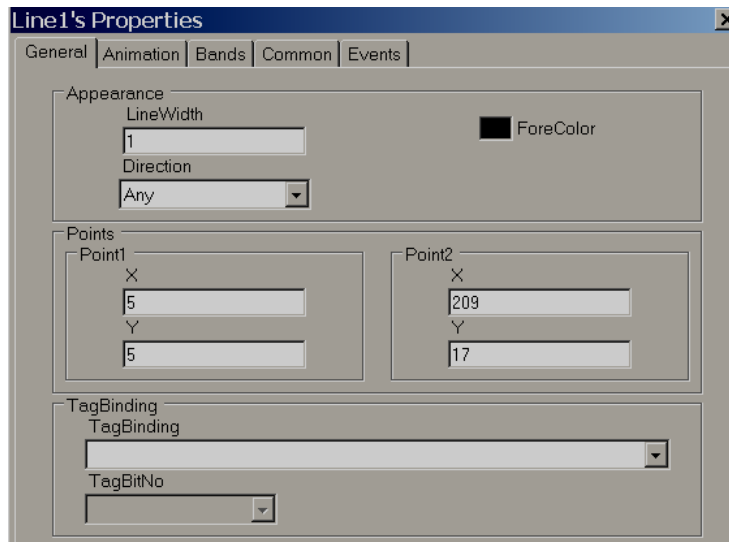 Line1's Properties
General Animation Bands Common Events
Appearance
LineWidth
1
ForeColor
Direction
Any
Points
Point1
X
5
Y
5
Point2
X
209
Y
17
TagBinding
TagBinding
TagBitNo